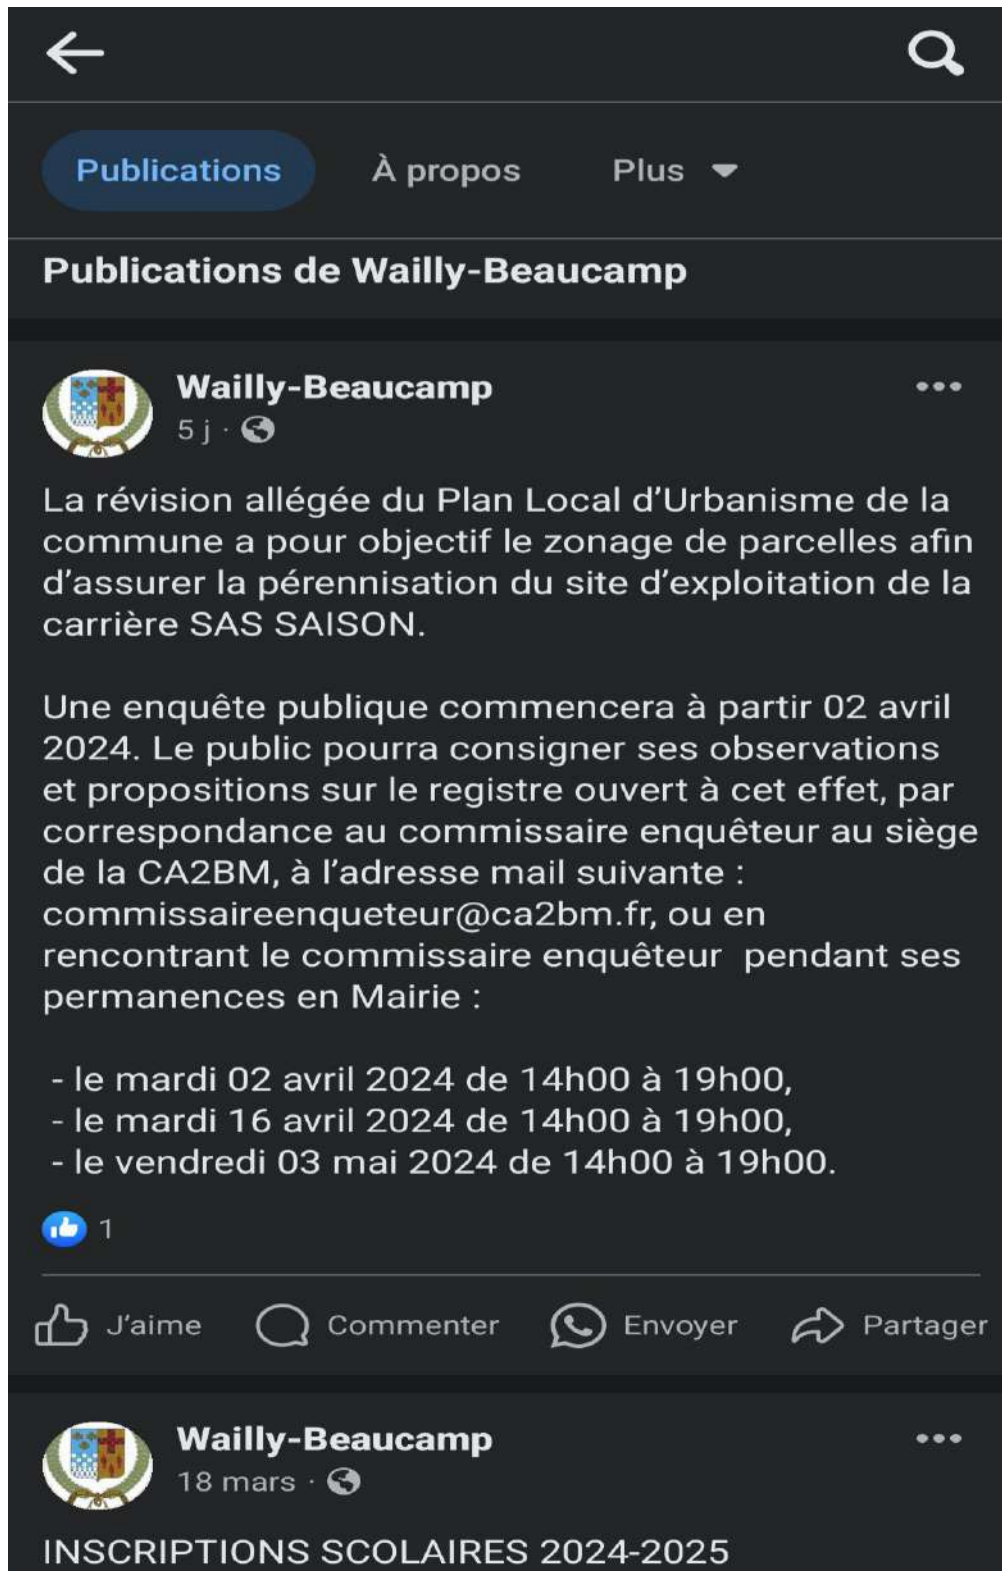 Publications À propos Plus
Publications de Wailly-Beaucamp
Wailly-Beaucamp
5 j ·
La révision allégée du Plan Local d’Urbanisme de la
commune a pour objectif le zonage de parcelles afin
d’assurer la pérennisation du site d’exploitation de la
carrière SAS SAISON.
Une enquête publique commencera à partir 02 avril
2024. Le public pourra consigner ses observations
et propositions sur le registre ouvert à cet effet, par
correspondance au commissaire enquêteur au siège
de la CA2BM, à l’adresse mail suivante :
commissaireenqueteur@ca2bm.fr, ou en
rencontrant le commissaire enquêteur  pendant ses
permanences en Mairie :
- le mardi 02 avril 2024 de 14h00 à 19h00,
- le mardi 16 avril 2024 de 14h00 à 19h00,
- le vendredi 03 mai 2024 de 14h00 à 19h00.
1
J’aime Commenter Envoyer Partager
Wailly-Beaucamp
18 mars ·
INSCRIPTIONS SCOLAIRES 2024-2025